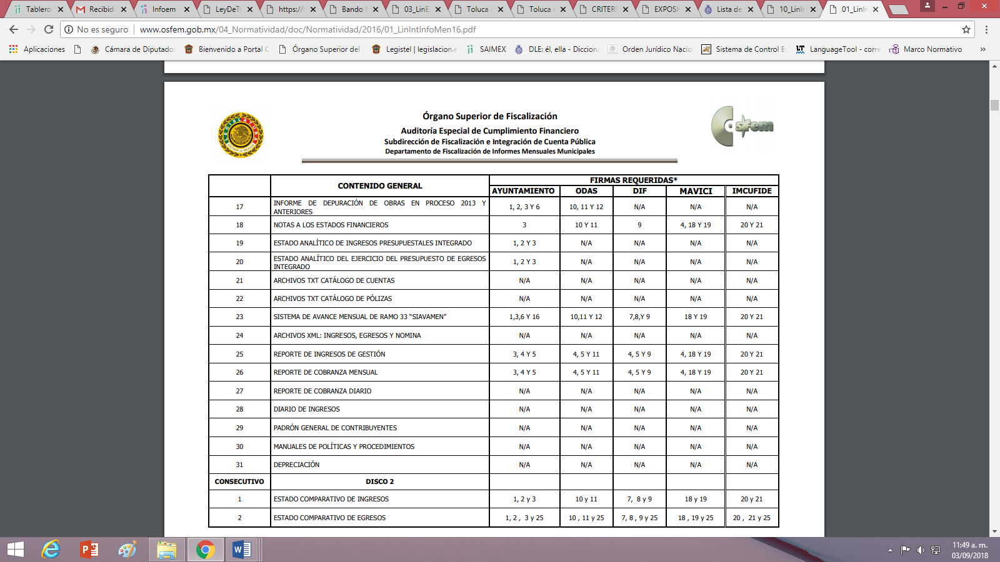 Tablero
Recibido
Infoem
LeyDeTr
https://
Bando
03_LinE
Toluca
Toluca
CRITERI
EXPOSI
Lista de
10_LinI
01_LinI
No es seguro
www.osfem.gob.mx/04_Normatividad/doc/Normatividad/2016/01_LinIntInfoMen16.pdf
Aplicaciones
Cámara de Diputados
Bienvenido a Portal
Órgano Superior del
Legistel | legislacion.e
SAIMEX
DLE: él, ella - Diccion
Orden Jurídico Nacio
Sistema de Control E
LanguageTool - corre
Marco Normativo
»
Órgano Superior de Fiscalización
Auditoría Especial de Cumplimiento Financiero
Subdirección de Fiscalización e Integración de Cuenta Pública
Departamento de Fiscalización de Informes Mensuales Municipales
LEGISLATURA
ESTADO DE MÉXICO
osfem
CONTENIDO GENERAL
FIRMAS REQUERIDAS*
AYUNTAMIENTO ODAS DIF MAVICI IMCUFIDE
17 INFORME DE DEPURACIÓN DE OBRAS EN PROCESO 2013 Y
ANTERIORES 1, 2, 3 Y 6 10, 11 Y 12 N/A N/A N/A
18 NOTAS A LOS ESTADOS FINANCIEROS 3 10 Y 11 9 4, 18 Y 19 20 Y 21
19 ESTADO ANALÍTICO DE INGRESOS PRESUPUESTALES INTEGRADO 1, 2 Y 3 N/A N/A N/A N/A
20 ESTADO ANALÍTICO DEL EJERCICIO DEL PRESUPUESTO DE EGRESOS
INTEGRADO 1, 2 Y 3 N/A N/A N/A N/A
21 ARCHIVOS TXT CATÁLOGO DE CUENTAS N/A N/A N/A N/A N/A
22 ARCHIVOS TXT CATÁLOGO DE PÓLIZAS N/A N/A N/A N/A N/A
23 SISTEMA DE AVANCE MENSUAL DE RAMO 33 “SIAVAMEN” 1,3,6 Y 16 10,11 Y 12 7,8,Y 9 18 Y 19 20 Y 21
24 ARCHIVOS XML: INGRESOS, EGRESOS Y NOMINA N/A N/A N/A N/A N/A
25 REPORTE DE INGRESOS DE GESTIÓN 3, 4 Y 5 4, 5 Y 11 4, 5 Y 9 4, 18 Y 19 20 Y 21
26 REPORTE DE COBRANZA MENSUAL 3, 4 Y 5 4, 5 Y 11 4, 5 Y 9 4, 18 Y 19 20 Y 21
27 REPORTE DE COBRANZA DIARIO N/A N/A N/A N/A N/A
28 DIARIO DE INGRESOS N/A N/A N/A N/A N/A
29 PADRÓN GENERAL DE CONTRIBUYENTES N/A N/A N/A N/A N/A
30 MANUALES DE POLÍTICAS Y PROCEDIMIENTOS N/A N/A N/A N/A N/A
31 DEPRECIACIÓN N/A N/A N/A N/A N/A
CONSECUTIVO DISCO 2
1 ESTADO COMPARATIVO DE INGRESOS 1, 2 y 3 10 y 11 7, 8 y 9 18 y 19 20 y 21
2 ESTADO COMPARATIVO DE EGRESOS 1, 2 , 3 y 25 10 , 11 y 25 7, 8 , 9 y 25 18 , 19 y 25 20 , 21 y 25
11:49 a. m.
03/09/2018